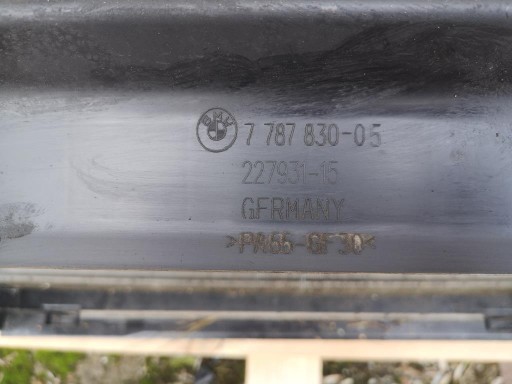 BMW 7 787 830-05
227931-15
GERMANY
>PA66-GF30<